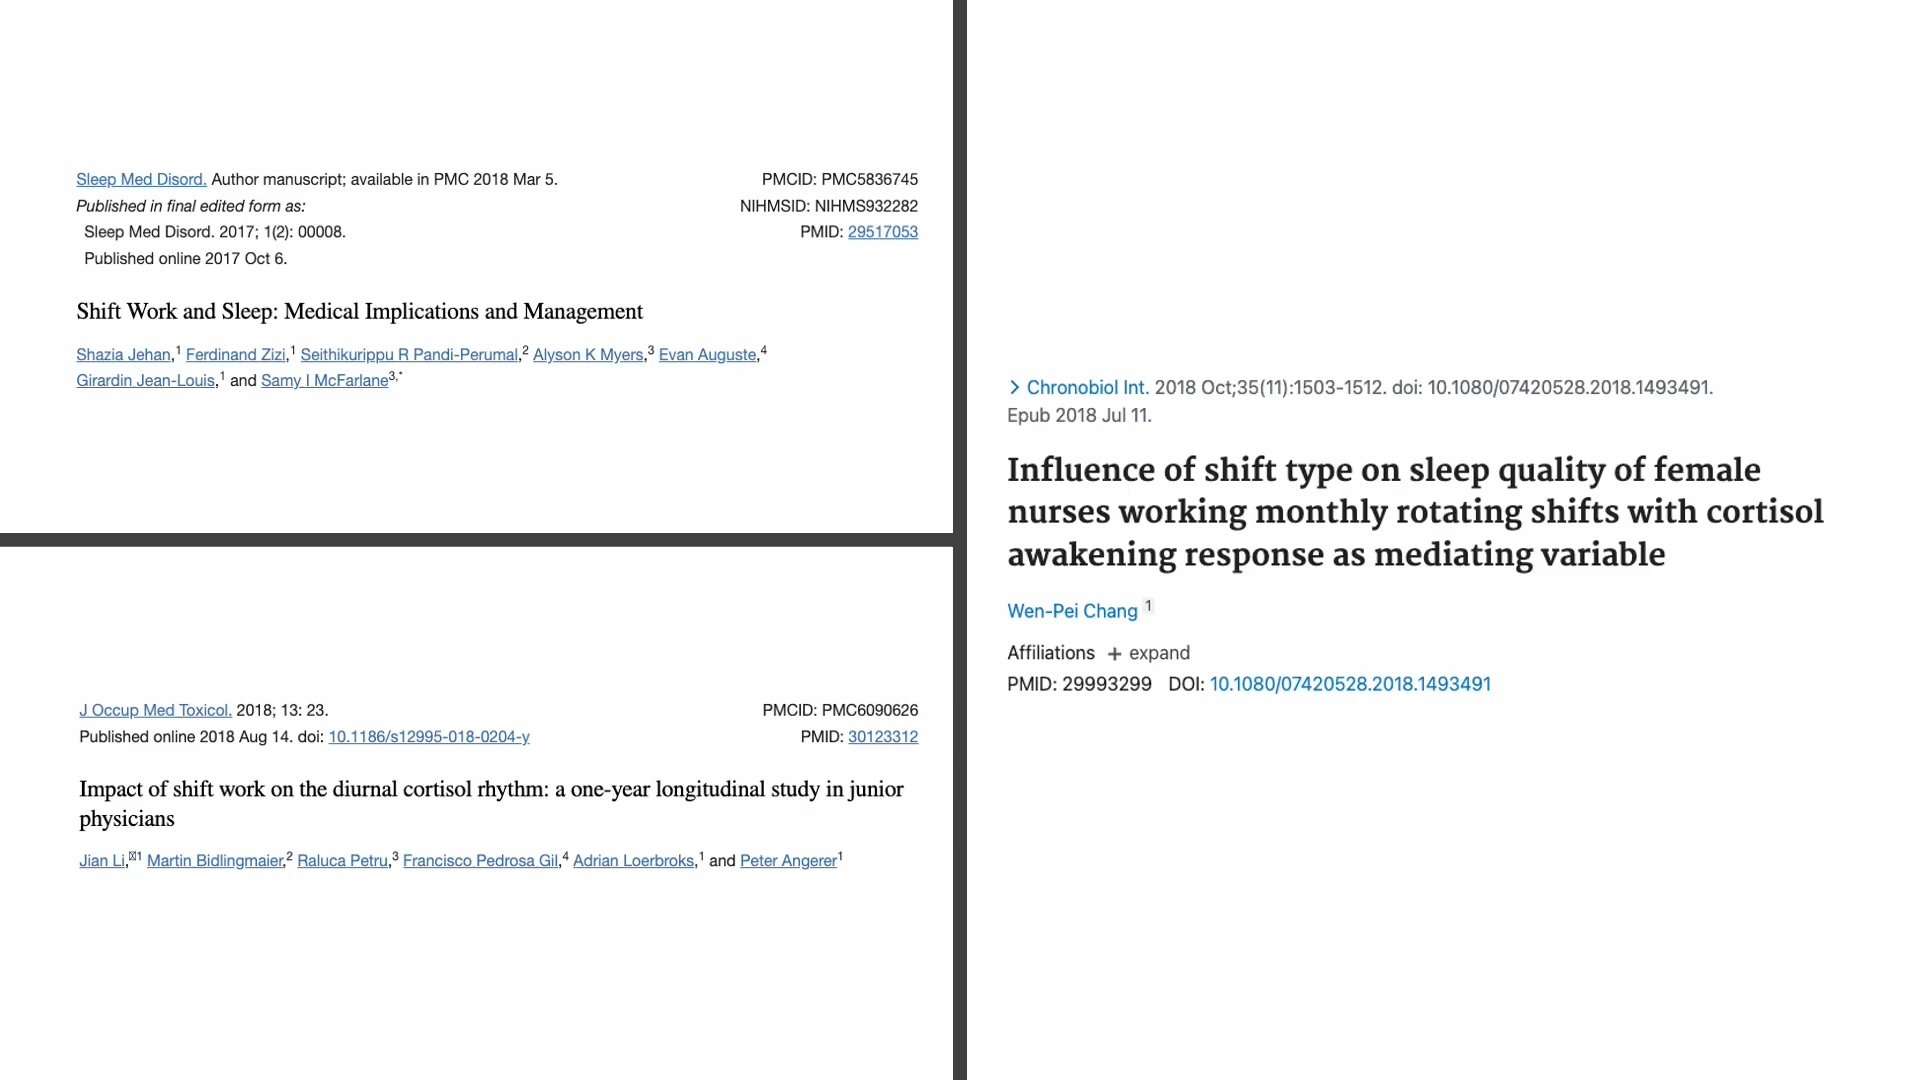 Sleep Med Disord. Author manuscript; available in PMC 2018 Mar 5.
PMCID: PMC5836745
Published in final edited form as:
NIHMSID: NIHMS932282
Sleep Med Disord. 2017; 1(2): 00008.
PMID: 29517053
Published online 2017 Oct 6.
Shift Work and Sleep: Medical Implications and Management
Shazia Jehan,1 Ferdinand Zizi,1 Seithikurippu R Pandi-Perumal,2 Alyson K Myers,3 Evan Auguste,4
Girardin Jean-Louis,1 and Samy I McFarlane3,*
J Occup Med Toxicol. 2018; 13: 23.
PMCID: PMC6090626
Published online 2018 Aug 14. doi: 10.1186/s12995-018-0204-y
PMID: 30123312
Impact of shift work on the diurnal cortisol rhythm: a one-year longitudinal study in junior
physicians
Jian Li,1 Martin Bidlingmaier,2 Raluca Petru,3 Francisco Pedrosa Gil,4 Adrian Loerbroks,1 and Peter Angerer1
> Chronobiol Int. 2018 Oct;35(11):1503-1512. doi: 10.1080/07420528.2018.1493491.
Epub 2018 Jul 11.
Influence of shift type on sleep quality of female
nurses working monthly rotating shifts with cortisol
awakening response as mediating variable
Wen-Pei Chang 1
Affiliations + expand
PMID: 29993299 DOI: 10.1080/07420528.2018.1493491